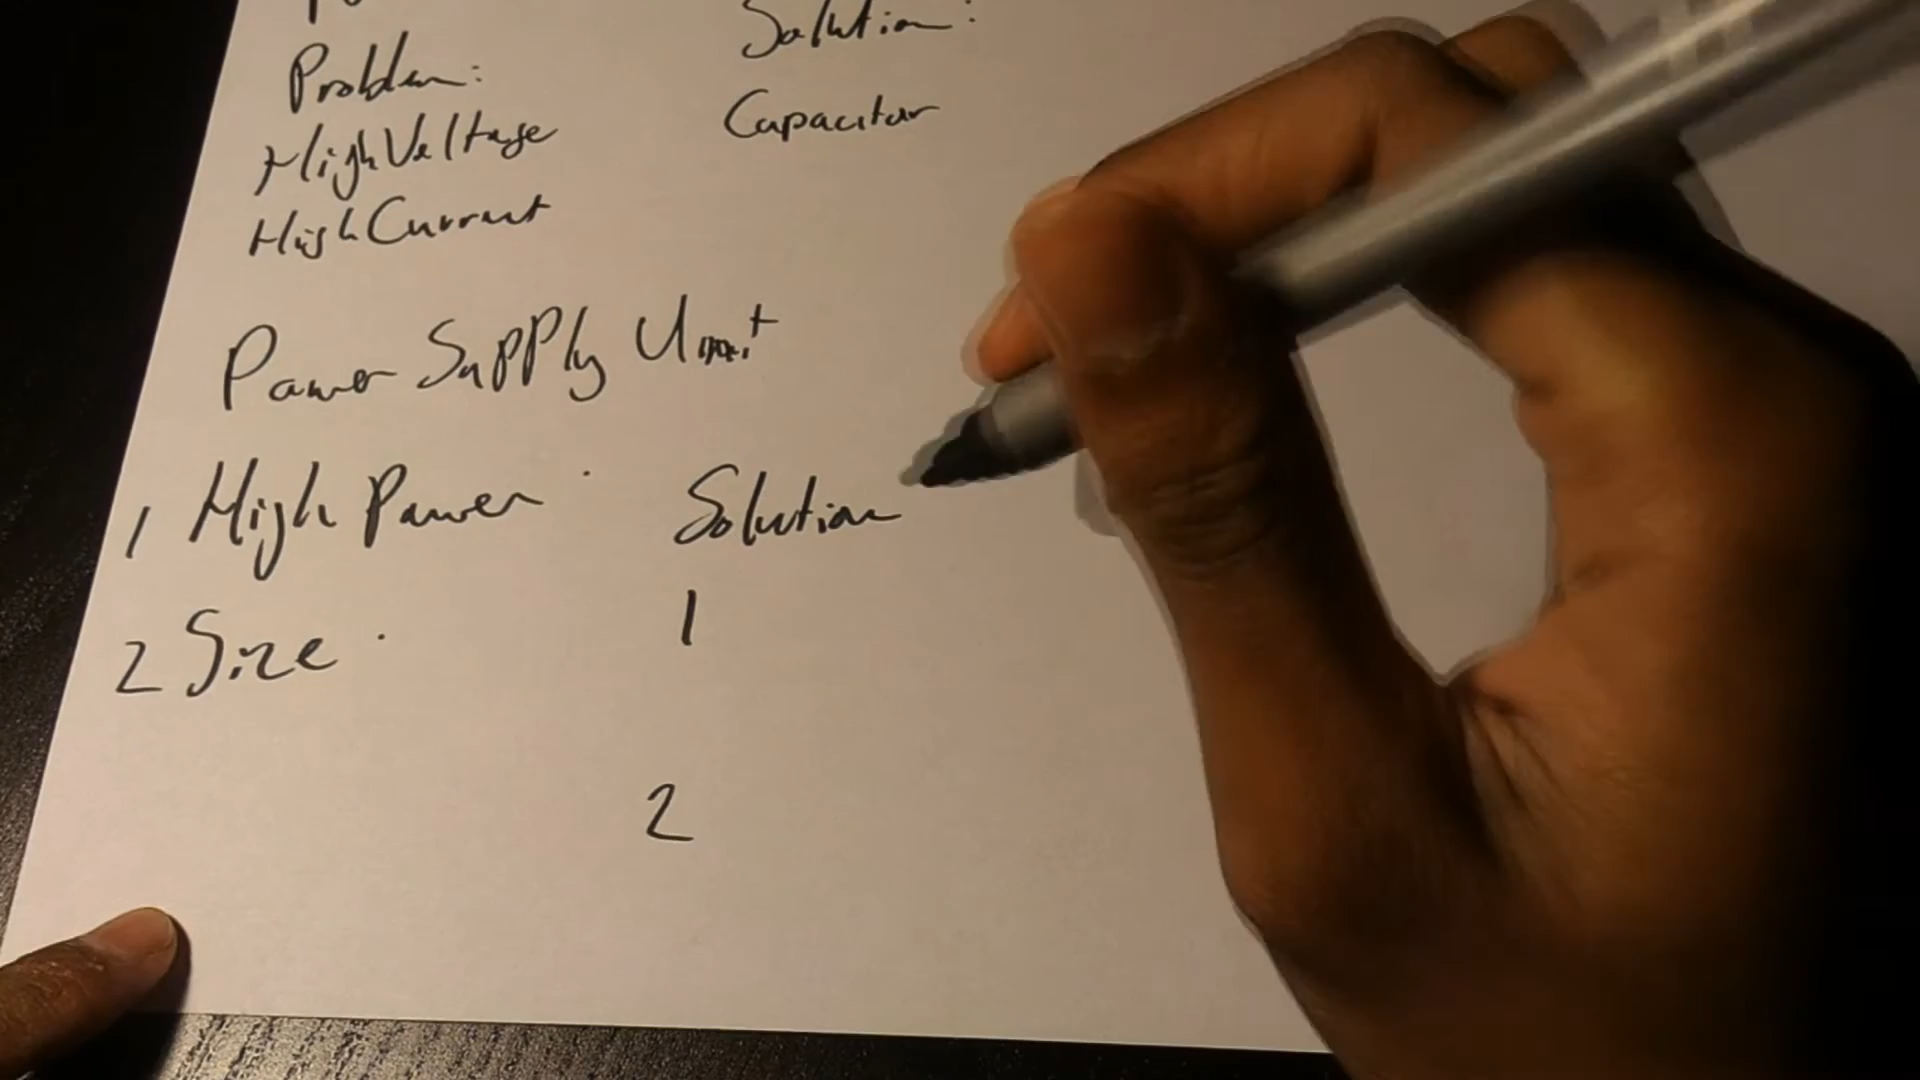 Problem:
Solution:
High Voltage
Capacitor
High Current
Power Supply Unit
1 High Power
Solution
2 Size
1
2